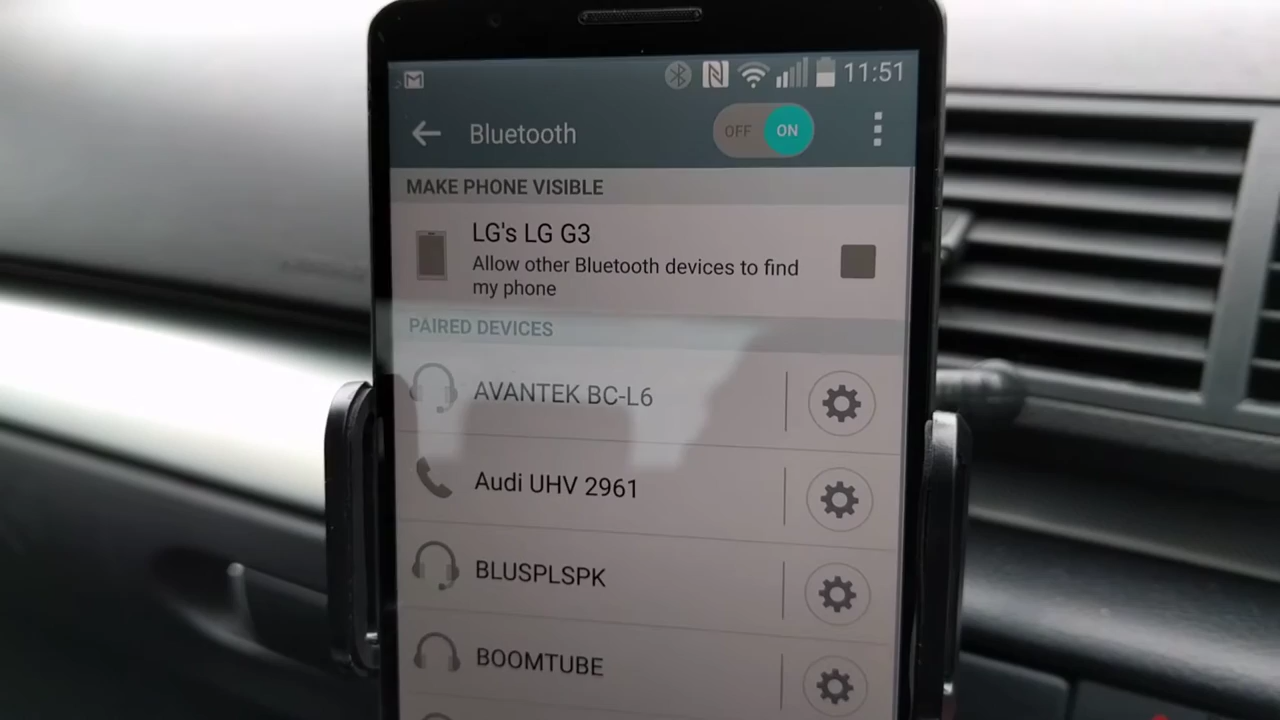 11:51
Bluetooth
OFF ON
MAKE PHONE VISIBLE
LG's LG G3
Allow other Bluetooth devices to find
my phone
PAIRED DEVICES
AVANTEK BC-L6
Audi UHV 2961
BLUSPLSPK
BOOMTUBE